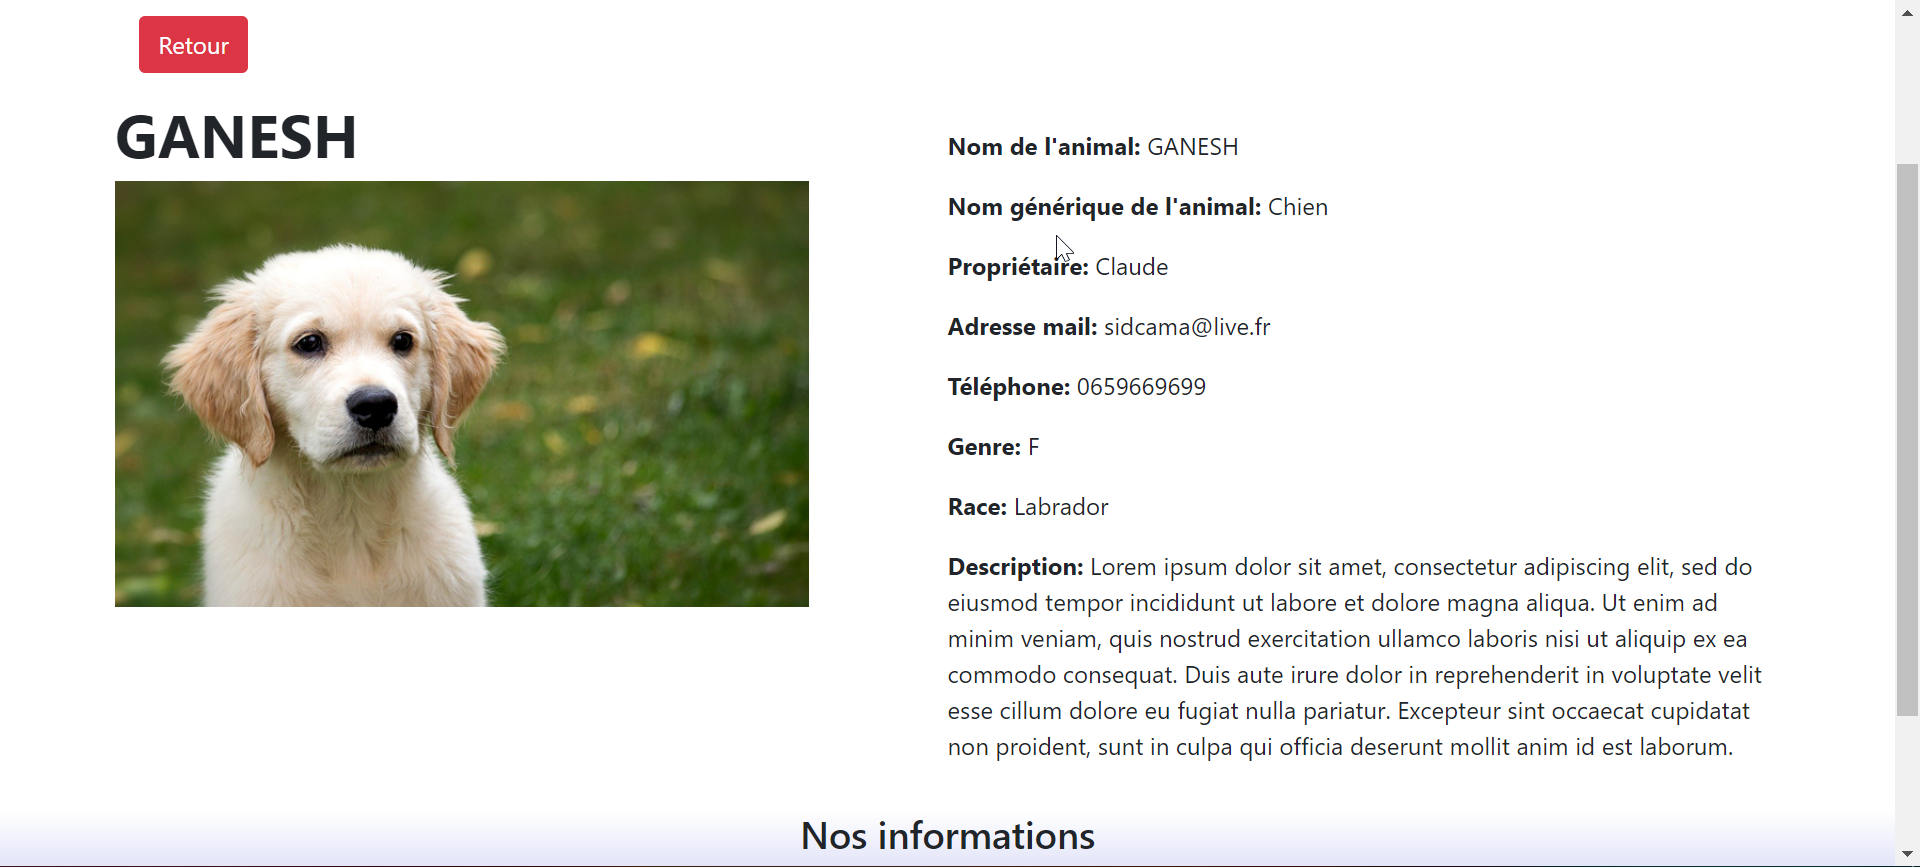 Retour
GANESH
Nom de l'animal: GANESH
Nom générique de l'animal: Chien
Propriétaire: Claude
Adresse mail: sidcama@live.fr
Téléphone: 0659669699
Genre: F
Race: Labrador
Description: Lorem ipsum dolor sit amet, consectetur adipiscing elit, sed do
eiusmod tempor incididunt ut labore et dolore magna aliqua. Ut enim ad
minim veniam, quis nostrud exercitation ullamco laboris nisi ut aliquip ex ea
commodo consequat. Duis aute irure dolor in reprehenderit in voluptate velit
esse cillum dolore eu fugiat nulla pariatur. Excepteur sint occaecat cupidatat
non proident, sunt in culpa qui officia deserunt mollit anim id est laborum.
Nos informations